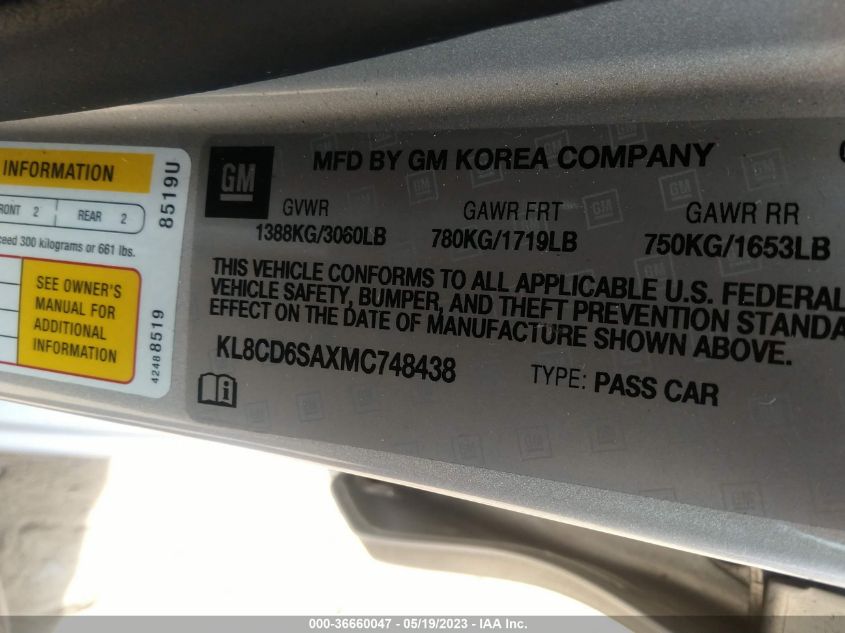 INFORMATION
FRONT 2 REAR 2
exceed 300 kilograms or 661 lbs.
SEE OWNER'S
MANUAL FOR
ADDITIONAL
INFORMATION
8519U
42488519
GM
MFD BY GM KOREA COMPANY
GVWR GAWR FRT GAWR RR
1388KG/3060LB 780KG/1719LB 750KG/1653LB
THIS VEHICLE CONFORMS TO ALL APPLICABLE U.S. FEDERAL
VEHICLE SAFETY, BUMPER, AND THEFT PREVENTION STANDA
EFFECT ON THE DATE OF MANUFACTURE SHOWN ABOVE.
KL8CD6SAXMC748438 TYPE: PASS CAR
000-36660047 - 05/19/2023 - IAA Inc.